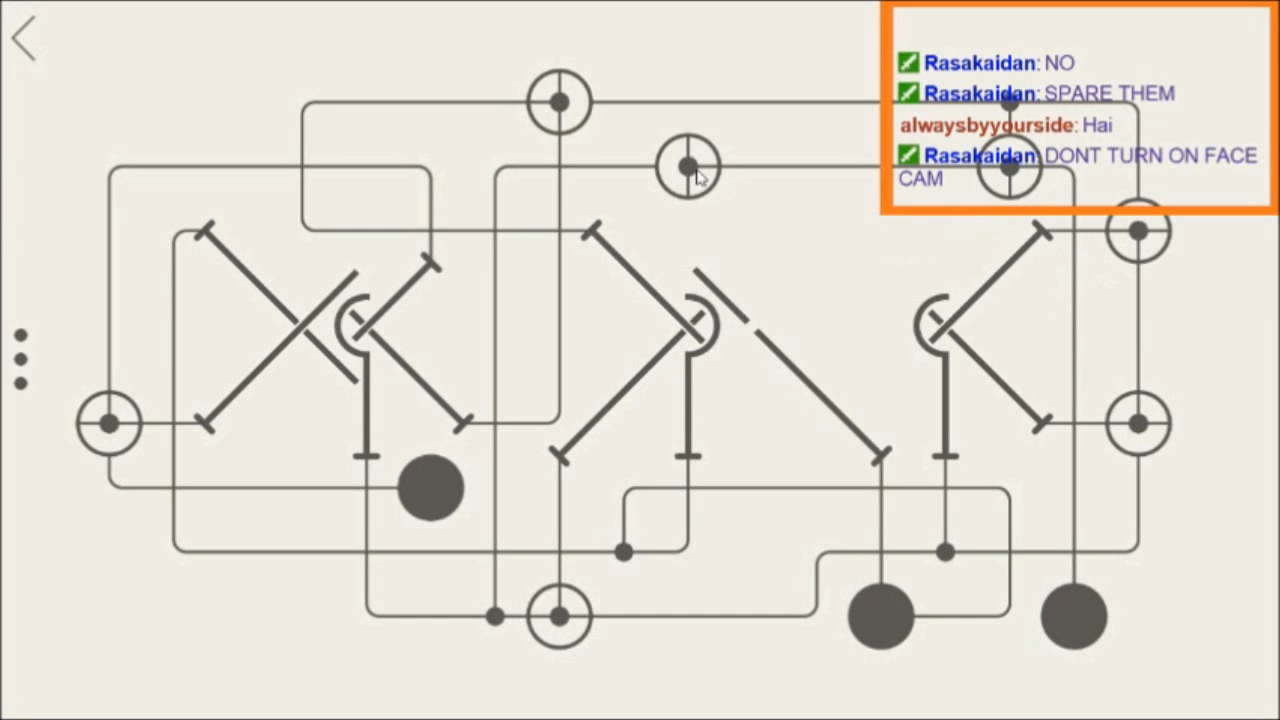 Rasakaidan: NO
Rasakaidan: SPARE THEM
alwaysbyyourside: Hai
Rasakaidan: DONT TURN ON FACE
CAM